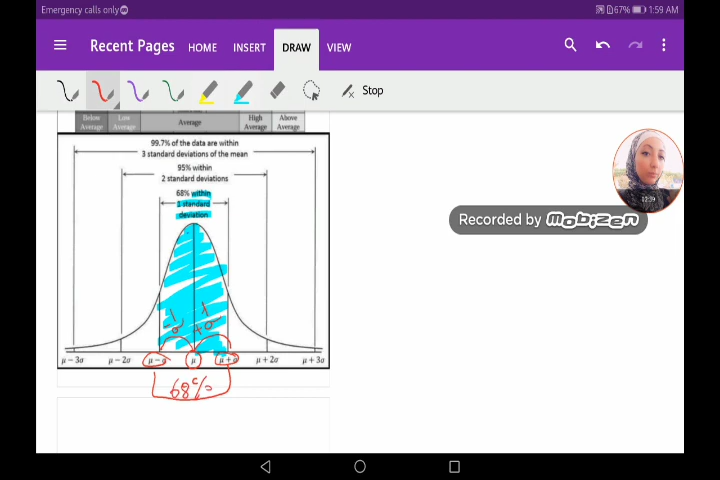 Emergency calls only 67% 1:59 AM
Recent Pages HOME INSERT DRAW VIEW
Stop
Below Average Low Average Average High Average Above Average
99.7% of the data are within
3 standard deviations of the mean
95% within
2 standard deviations
68% within
1 standard
deviation
-1σ +1σ
μ − 3σ μ − 2σ μ − σ μ μ + σ μ + 2σ μ + 3σ
68%
12:39
Recorded by Mobizen